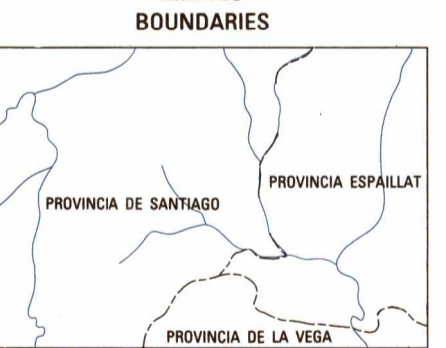 BOUNDARIES
PROVINCIA ESPAILLAT
PROVINCIA DE SANTIAGO
PROVINCIA DE LA VEGA